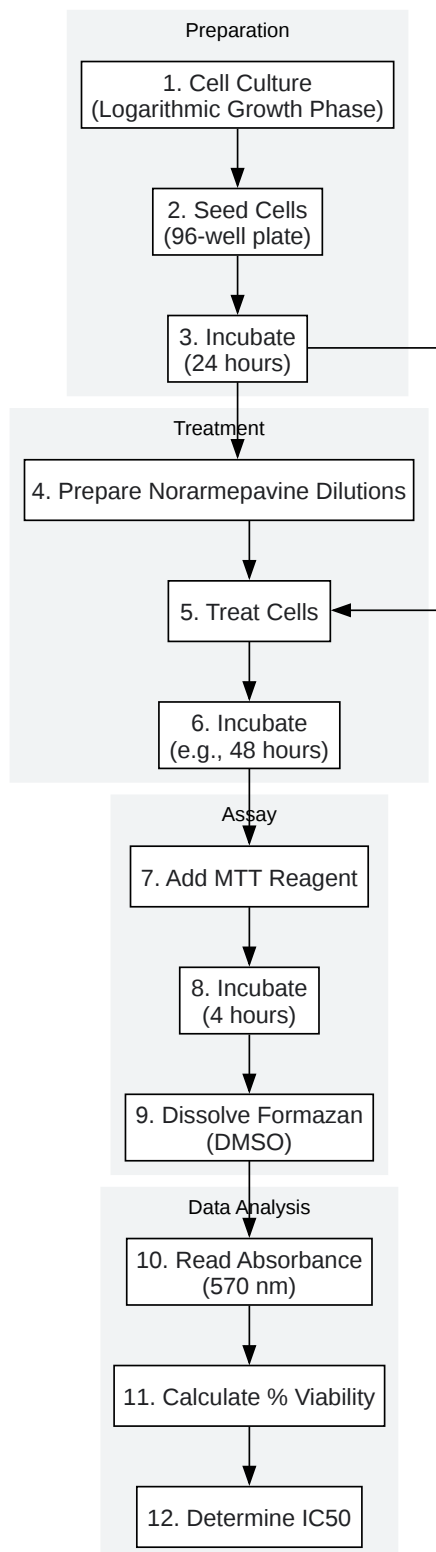 Preparation
1. Cell Culture
(Logarithmic Growth Phase)
2. Seed Cells
(96-well plate)
3. Incubate
(24 hours)
Treatment
4. Prepare Norarmepavine Dilutions
5. Treat Cells
6. Incubate
(e.g., 48 hours)
Assay
7. Add MTT Reagent
8. Incubate
(4 hours)
9. Dissolve Formazan
(DMSO)
Data Analysis
10. Read Absorbance
(570 nm)
11. Calculate % Viability
12. Determine IC50